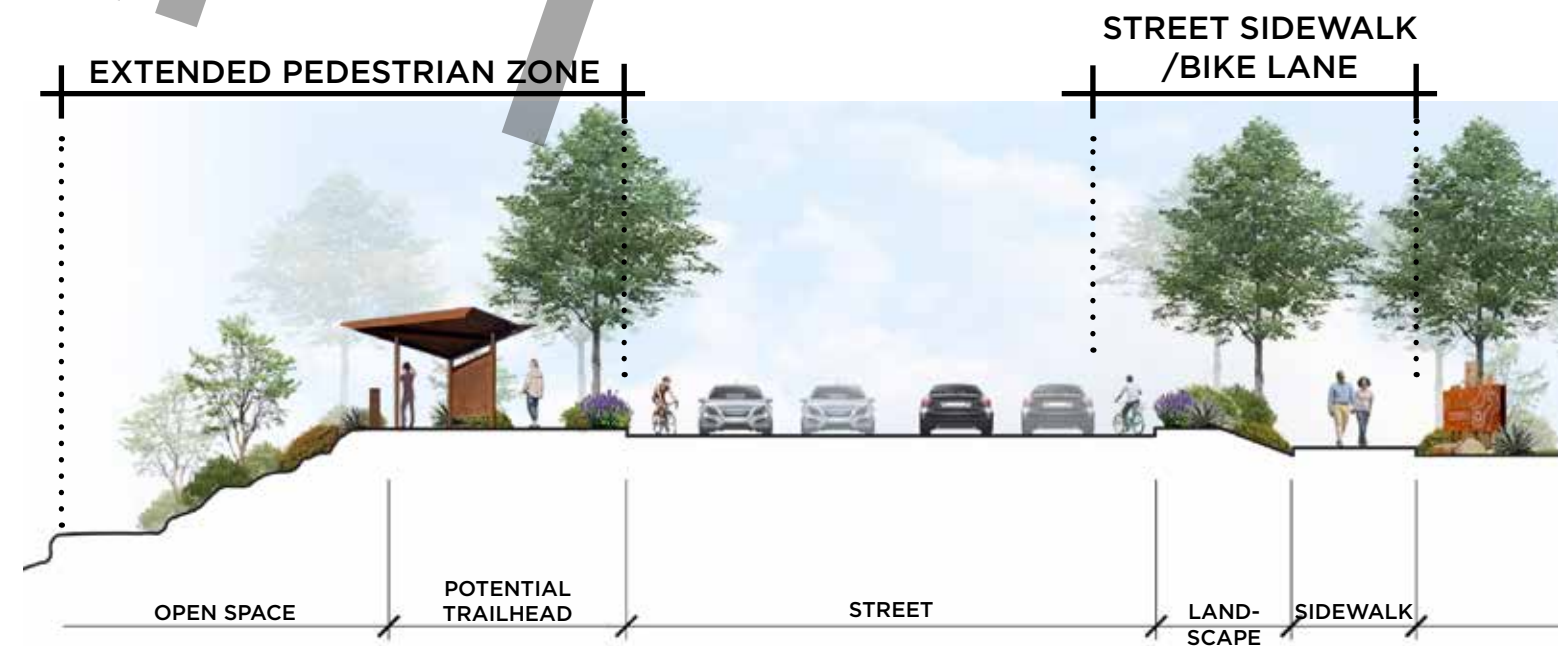 EXTENDED PEDESTRIAN ZONE
STREET SIDEWALK
/BIKE LANE
OPEN SPACE
POTENTIAL
TRAILHEAD
STREET
LAND-
SCAPE
SIDEWALK